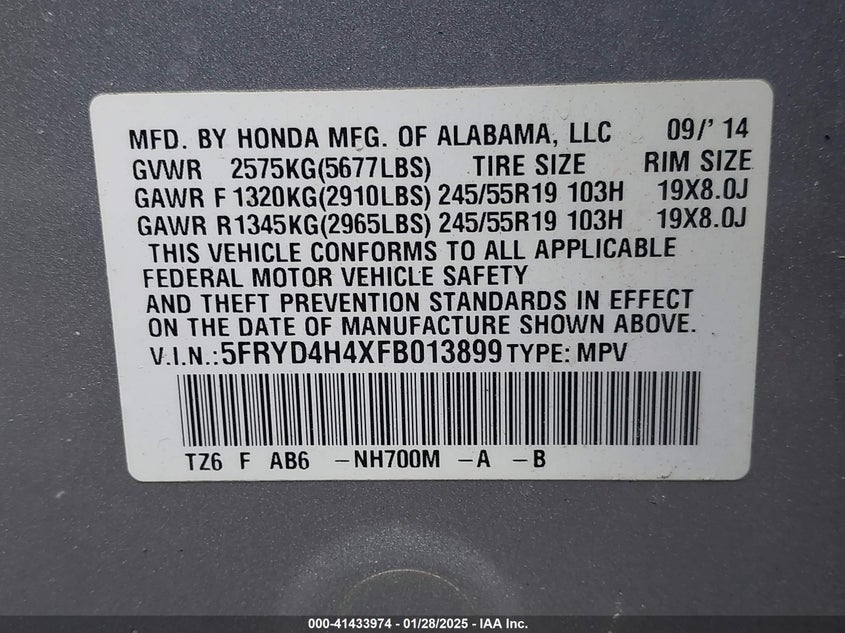 MFD. BY HONDA MFG. OF ALABAMA, LLC 09/' 14
GVWR 2575KG(5677LBS) TIRE SIZE RIM SIZE
GAWR F 1320KG(2910LBS) 245/55R19 103H 19X8.0J
GAWR R1345KG(2965LBS) 245/55R19 103H 19X8.0J
THIS VEHICLE CONFORMS TO ALL APPLICABLE
FEDERAL MOTOR VEHICLE SAFETY
AND THEFT PREVENTION STANDARDS IN EFFECT
ON THE DATE OF MANUFACTURE SHOWN ABOVE.
V.I.N.:5FRYD4H4XFB013899 TYPE: MPV
TZ6 F AB6 -NH700M -A -B
000-41433974 - 01/28/2025 - IAA Inc.